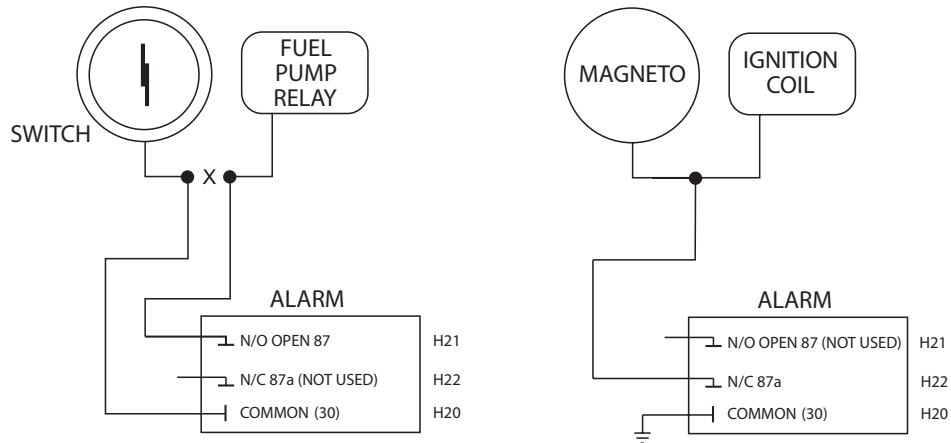 FUEL
PUMP
RELAY
SWITCH
X
ALARM
N/O OPEN 87
H21
N/C 87a (NOT USED)
H22
COMMON (30)
H20
MAGNETO
IGNITION
COIL
ALARM
N/O OPEN 87 (NOT USED)
H21
N/C 87a
H22
COMMON (30)
H20